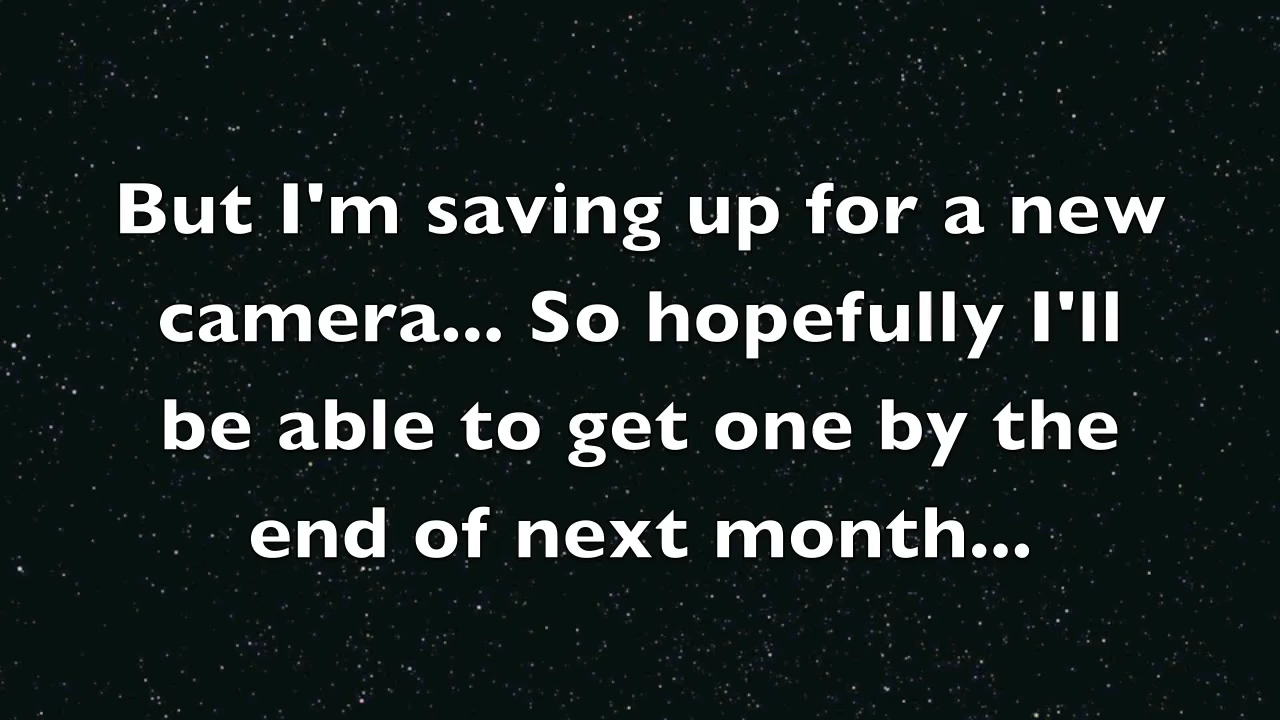 But I'm saving up for a new
camera... So hopefully I'll
be able to get one by the
end of next month...